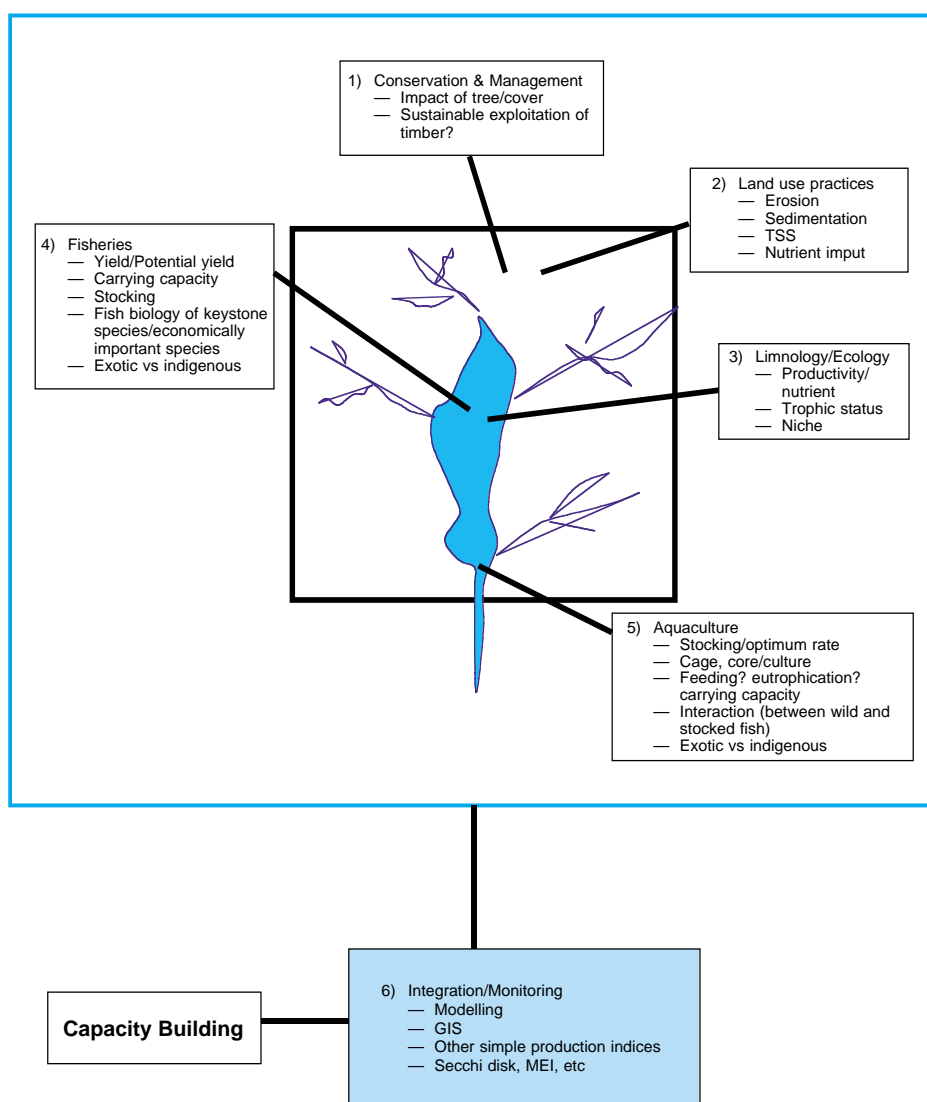 1) Conservation & Management
— Impact of tree/cover
— Sustainable exploitation of
timber?
2) Land use practices
— Erosion
— Sedimentation
— TSS
— Nutrient imput
4) Fisheries
— Yield/Potential yield
— Carrying capacity
— Stocking
— Fish biology of keystone
species/economically
important species
— Exotic vs indigenous
3) Limnology/Ecology
— Productivity/
nutrient
— Trophic status
— Niche
5) Aquaculture
— Stocking/optimum rate
— Cage, core/culture
— Feeding? eutrophication?
carrying capacity
— Interaction (between wild and
stocked fish)
— Exotic vs indigenous
6) Integration/Monitoring
— Modelling
— GIS
— Other simple production indices
— Secchi disk, MEI, etc
Capacity Building